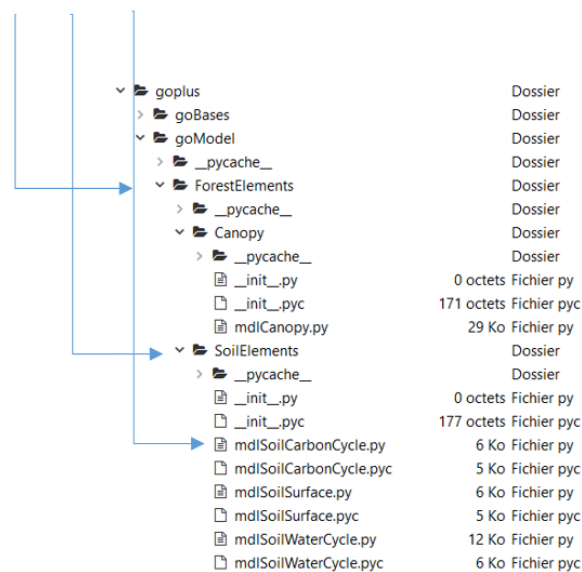 goplus Dossier
goBases Dossier
goModel Dossier
__pycache__ Dossier
ForestElements Dossier
__pycache__ Dossier
Canopy Dossier
__pycache__ Dossier
__init__.py 0 octets Fichier py
__init__.pyc 171 octets Fichier pyc
mdlCanopy.py 29 Ko Fichier py
SoilElements Dossier
__pycache__ Dossier
__init__.py 0 octets Fichier py
__init__.pyc 177 octets Fichier pyc
mdlSoilCarbonCycle.py 6 Ko Fichier py
mdlSoilCarbonCycle.pyc 5 Ko Fichier pyc
mdlSoilSurface.py 6 Ko Fichier py
mdlSoilSurface.pyc 5 Ko Fichier pyc
mdlSoilWaterCycle.py 12 Ko Fichier py
mdlSoilWaterCycle.pyc 6 Ko Fichier pyc